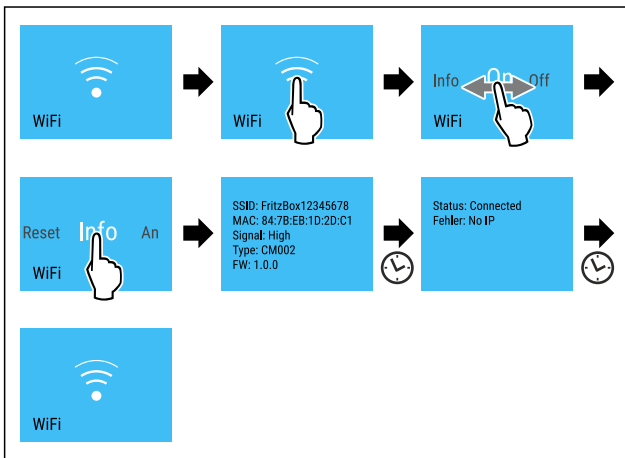 WiFi
WiFi
Info On Off
WiFi
Reset Info An
WiFi
SSID: FritzBox12345678
MAC: 84:7B:EB:1D:2D:C1
Signal: High
Type: CM002
FW: 1.0.0
Status: Connected
Fehler: No IP
WiFi